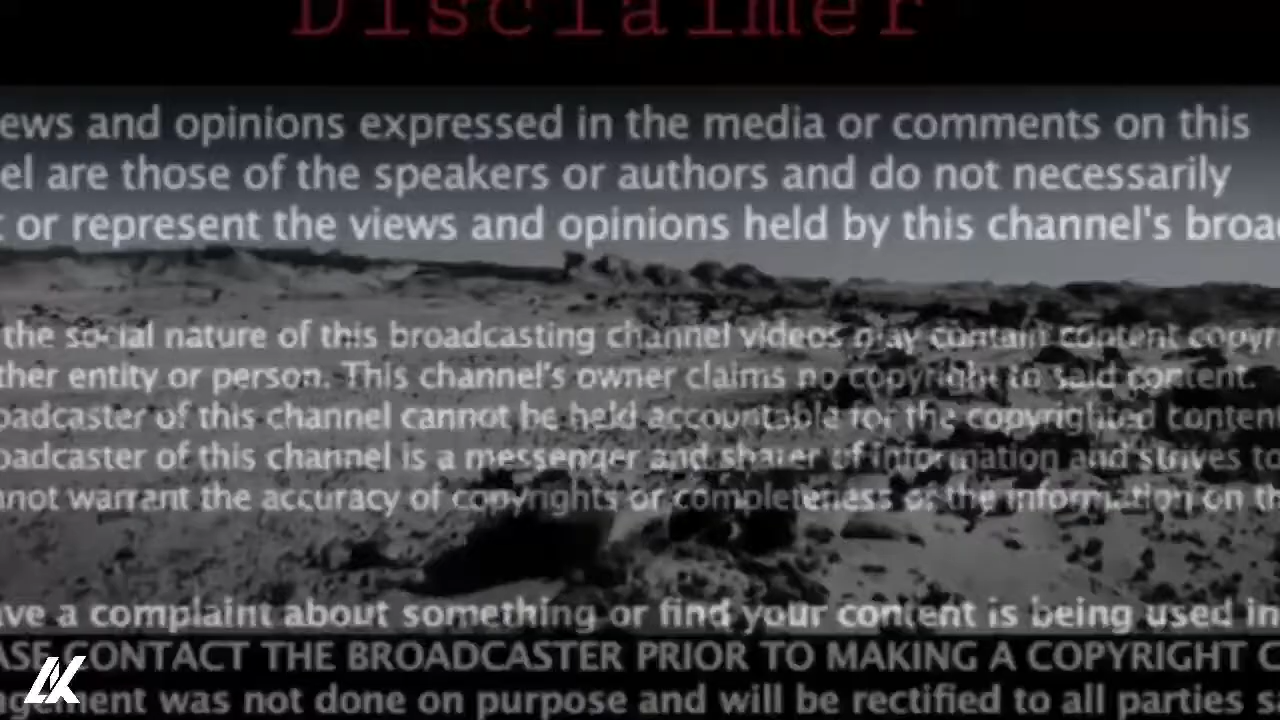 Disclaimer
ews and opinions expressed in the media or comments on this
el are those of the speakers or authors and do not necessarily
t or represent the views and opinions held by this channel's broa
the social nature of this broadcasting channel videos may contain content copyr
ther entity or person. This channel's owner claims no copyright to said content.
oadcaster of this channel cannot be held accountable for the copyrighted content
oadcaster of this channel is a messenger and sharer of information and strives to
nnot warrant the accuracy of copyrights or completeness of the information on th
ave a complaint about something or find your content is being used in
ASE CONTACT THE BROADCASTER PRIOR TO MAKING A COPYRIGHT C
ngement was not done on purpose and will be rectified to all parties s